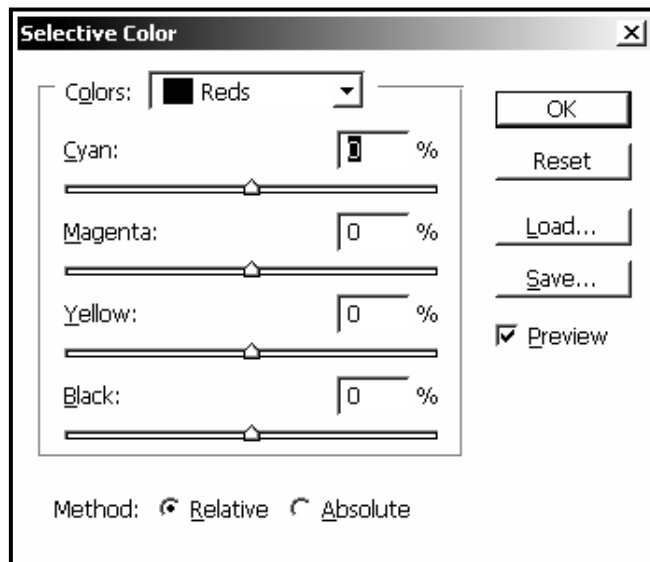 Selective Color
Colors: Reds
OK
Cyan: 0 %
Reset
Magenta: 0 %
Load...
Save...
Yellow: 0 %
Preview
Black: 0 %
Method: Relative Absolute